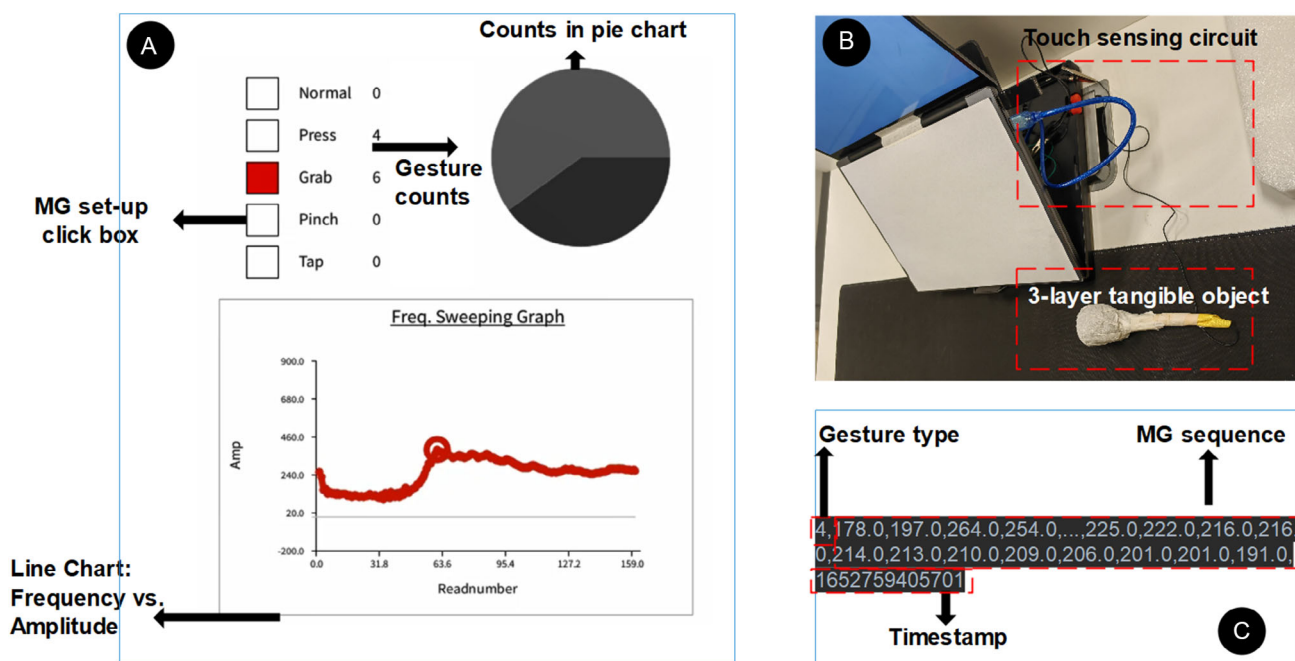 A
Counts in pie chart
Normal 0
Press 4
Grab 6
Pinch 0
Tap 0
Gesture
counts
MG set-up
click box
Freq. Sweeping Graph
900.0
680.0
460.0
240.0
20.0
-200.0
Amp
0.0 31.8 63.6 95.4 127.2 159.0
Readnumber
Line Chart:
Frequency vs.
Amplitude
B
Touch sensing circuit
3-layer tangible object
Gesture type
MG sequence
4,178.0,197.0,264.0,254.0,...,225.0,222.0,216.0,216.
0,214.0,213.0,210.0,209.0,206.0,201.0,201.0,191.0,
1652759405701
Timestamp
C